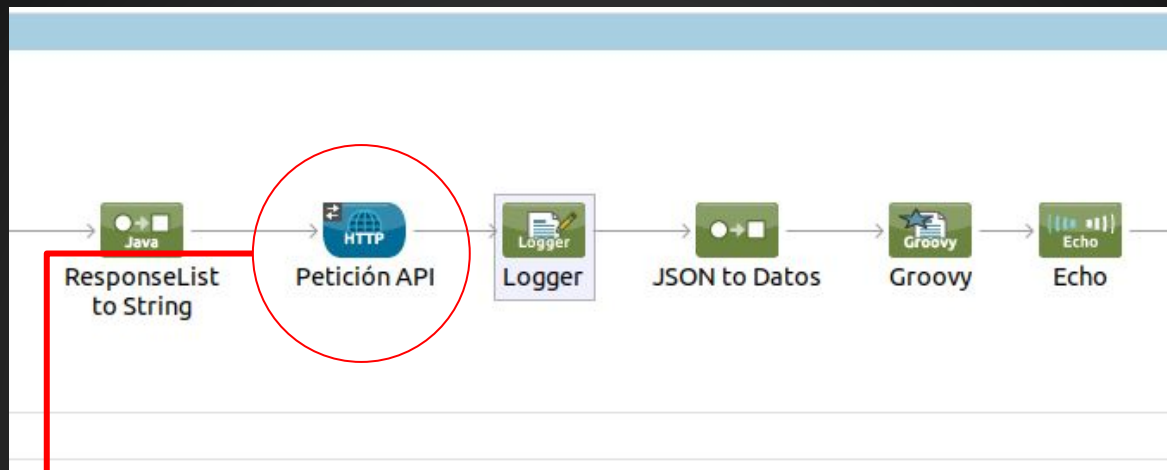 Java
ResponseList
to String
HTTP
Petición API
Logger
Logger
JSON to Datos
Groovy
Groovy
Echo
Echo